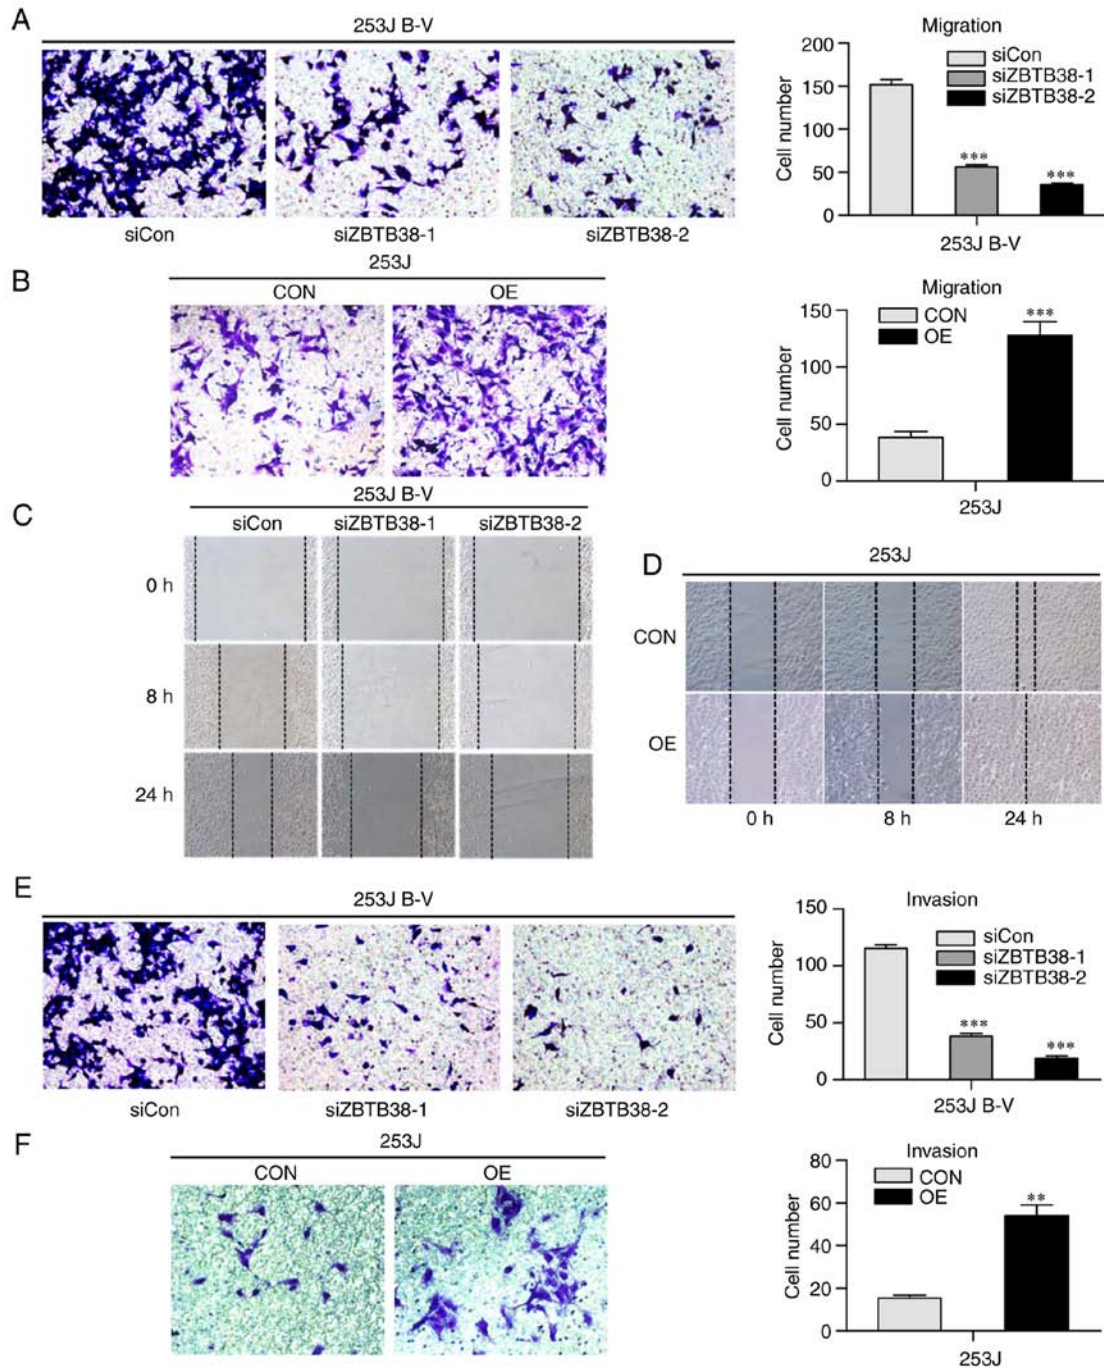 A
253J B-V
siCon
siZBTB38-1
siZBTB38-2
Migration
siCon
siZBTB38-1
siZBTB38-2
Cell number
200
150
100
50
0
***
***
253J B-V
B
253J
CON
OE
Migration
CON
OE
Cell number
150
100
50
0
***
253J
C
253J B-V
siCon
siZBTB38-1
siZBTB38-2
0 h
8 h
24 h
D
253J
CON
OE
0 h
8 h
24 h
E
253J B-V
siCon
siZBTB38-1
siZBTB38-2
Invasion
siCon
siZBTB38-1
siZBTB38-2
Cell number
150
100
50
0
***
***
253J B-V
F
253J
CON
OE
Invasion
CON
OE
Cell number
80
60
40
20
0
**
253J